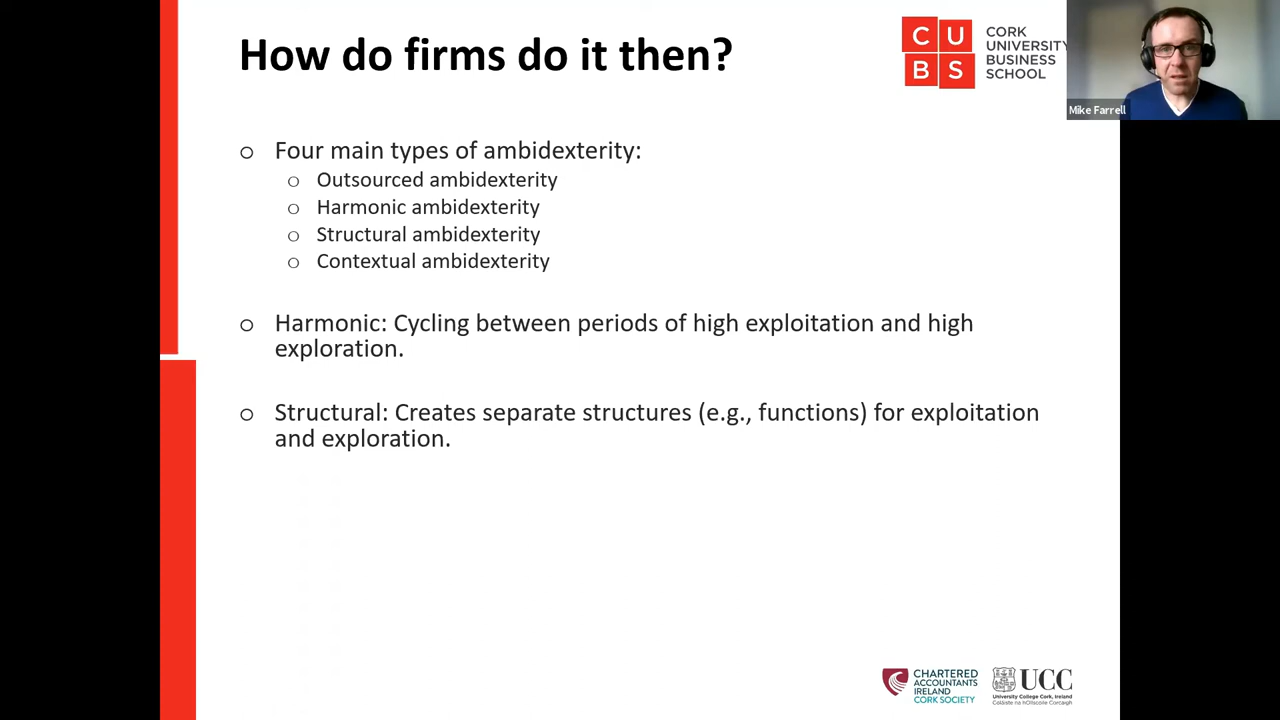 How do firms do it then?
C U
B S
CORK
UNIVERSITY
BUSINESS
SCHOOL
Mike Farrell
o Four main types of ambidexterity:
o Outsourced ambidexterity
o Harmonic ambidexterity
o Structural ambidexterity
o Contextual ambidexterity
o Harmonic: Cycling between periods of high exploitation and high
exploration.
o Structural: Creates separate structures (e.g., functions) for exploitation
and exploration.
CHARTERED
ACCOUNTANTS
IRELAND
CORK SOCIETY
UCC
University College Cork, Ireland
Coláiste na hOllscoile Corcaigh